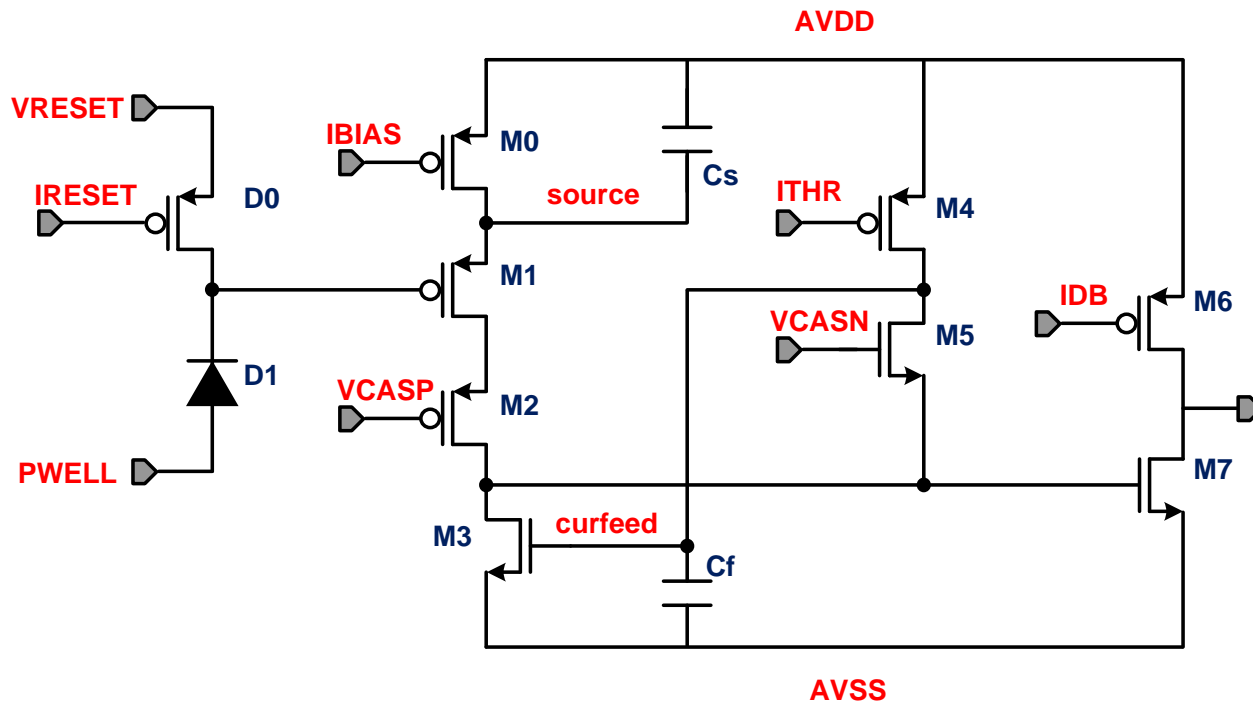 AVDD
VRESET
IBIAS
M0
Cs
IRESET
D0
source
ITHR
M4
M1
IDB
M6
VCASN
M5
D1
VCASP
M2
PWELL
M7
M3
curfeed
Cf
AVSS